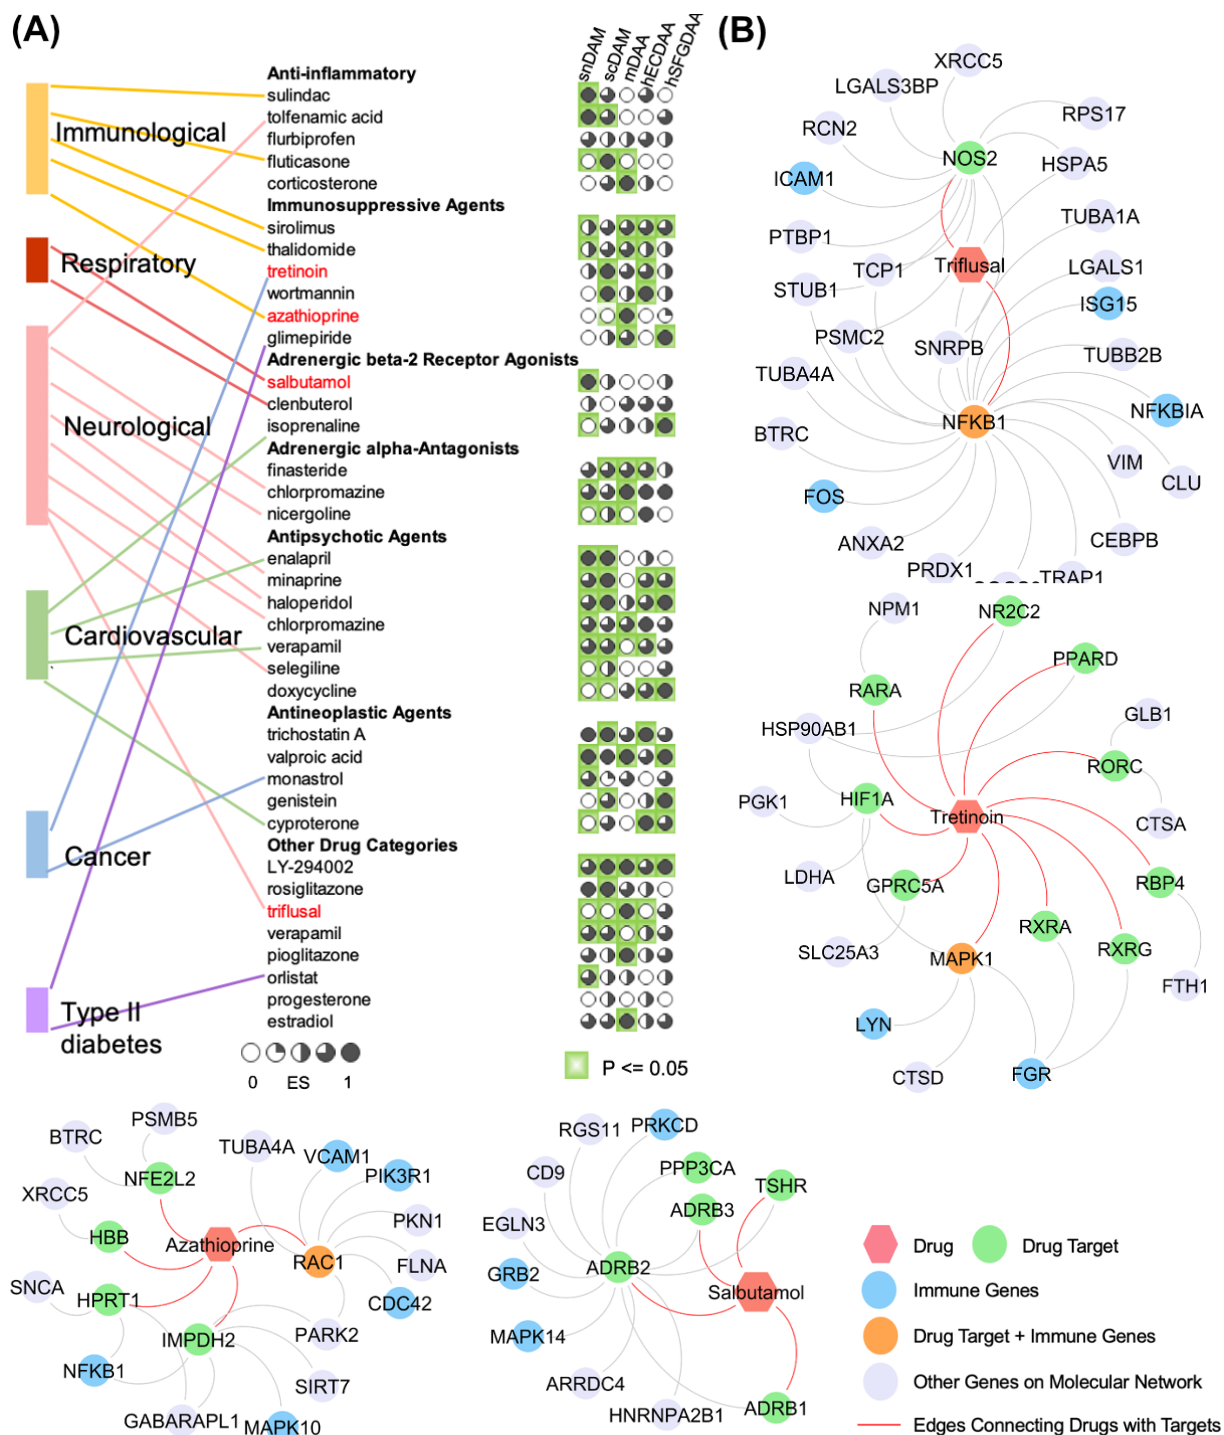 (A)
snDAM
scDAM
mDAA
hECDAA
hSFGDAA
Immunological
Respiratory
Neurological
Cardiovascular
Cancer
Type II
diabetes
Anti-inflammatory
sulindac
tolfenamic acid
flurbiprofen
fluticasone
corticosterone
Immunosuppressive Agents
sirolimus
thalidomide
tretinoin
wortmannin
azathioprine
glimepiride
Adrenergic beta-2 Receptor Agonists
salbutamol
clenbuterol
isoprenaline
Adrenergic alpha-Antagonists
finasteride
chlorpromazine
nicergoline
Antipsychotic Agents
enalapril
minaprine
haloperidol
chlorpromazine
verapamil
selegiline
doxycycline
Antineoplastic Agents
trichostatin A
valproic acid
monastrol
genistein
cyproterone
Other Drug Categories
LY-294002
rosiglitazone
triflusal
verapamil
pioglitazone
orlistat
progesterone
estradiol
0 ES 1
P <= 0.05
(B)
XRCC5
LGALS3BP
RPS17
RCN2
NOS2
HSPA5
ICAM1
TUBA1A
PTBP1
Triflusal
LGALS1
TCP1
STUB1
ISG15
PSMC2
SNRPB
TUBB2B
TUBA4A
NFKBIA
NFKB1
BTRC
VIM
CLU
FOS
CEBPB
ANXA2
PRDX1
TRAP1
NPM1
NR2C2
PPARD
RARA
GLB1
HSP90AB1
RORC
PGK1
HIF1A
Tretinoin
CTSA
LDHA
GPRC5A
RBP4
RXRA
RXRG
SLC25A3
MAPK1
FTH1
LYN
CTSD
FGR
PSMB5
BTRC
TUBA4A
VCAM1
NFE2L2
PIK3R1
XRCC5
PKN1
HBB
Azathioprine
RAC1
FLNA
SNCA
HPRT1
CDC42
IMPDH2
PARK2
NFKB1
SIRT7
GABARAPL1
MAPK10
RGS11
PRKCD
CD9
PPP3CA
TSHR
ADRB3
EGLN3
GRB2
ADRB2
Salbutamol
MAPK14
ARRDC4
HNRNPA2B1
ADRB1
Drug
Drug Target
Immune Genes
Drug Target + Immune Genes
Other Genes on Molecular Network
Edges Connecting Drugs with Targets